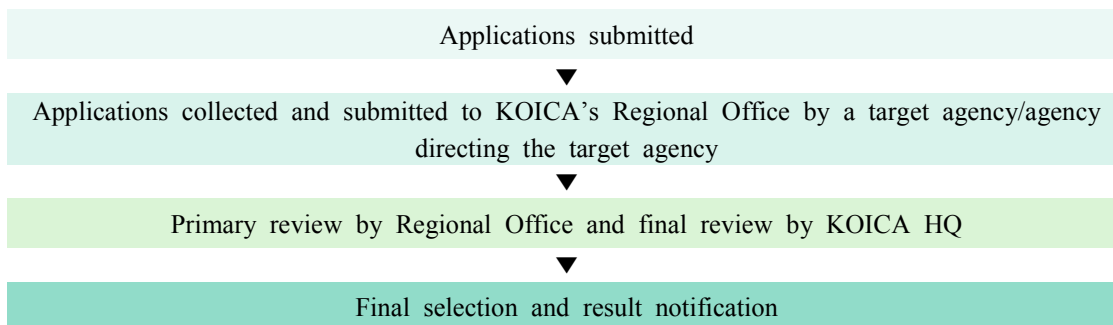 Applications submitted
▼
Applications collected and submitted to KOICA's Regional Office by a target agency/agency
directing the target agency
▼
Primary review by Regional Office and final review by KOICA HQ
▼
Final selection and result notification